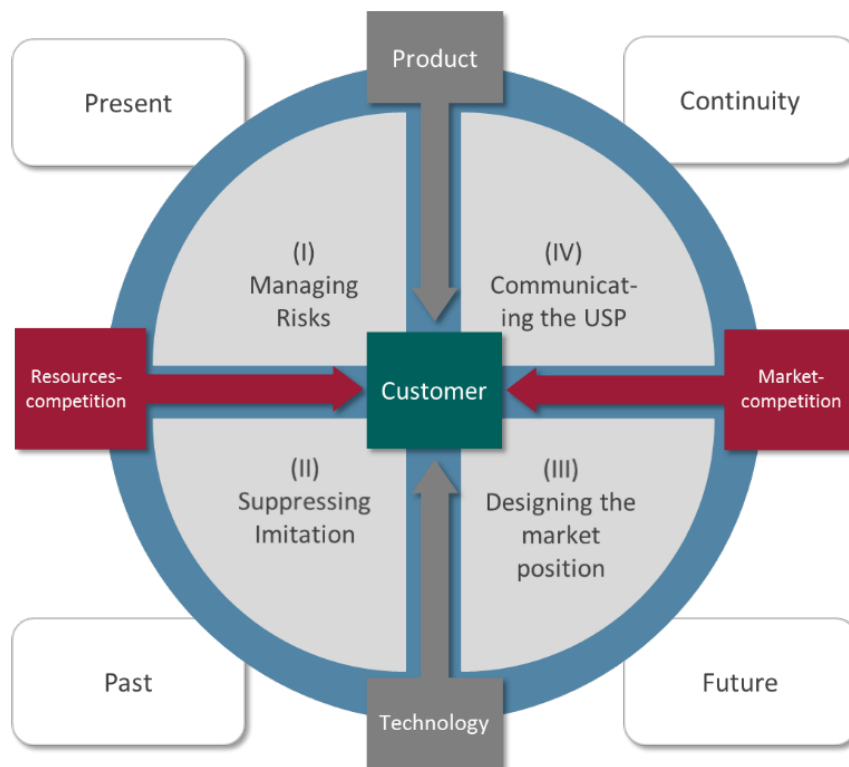 Product
Present
Continuity
(I)
Managing
Risks
(IV)
Communicat-
ing the USP
Resources-
competition
Customer
Market-
competition
(II)
Suppressing
Imitation
(III)
Designing the
market
position
Past
Future
Technology